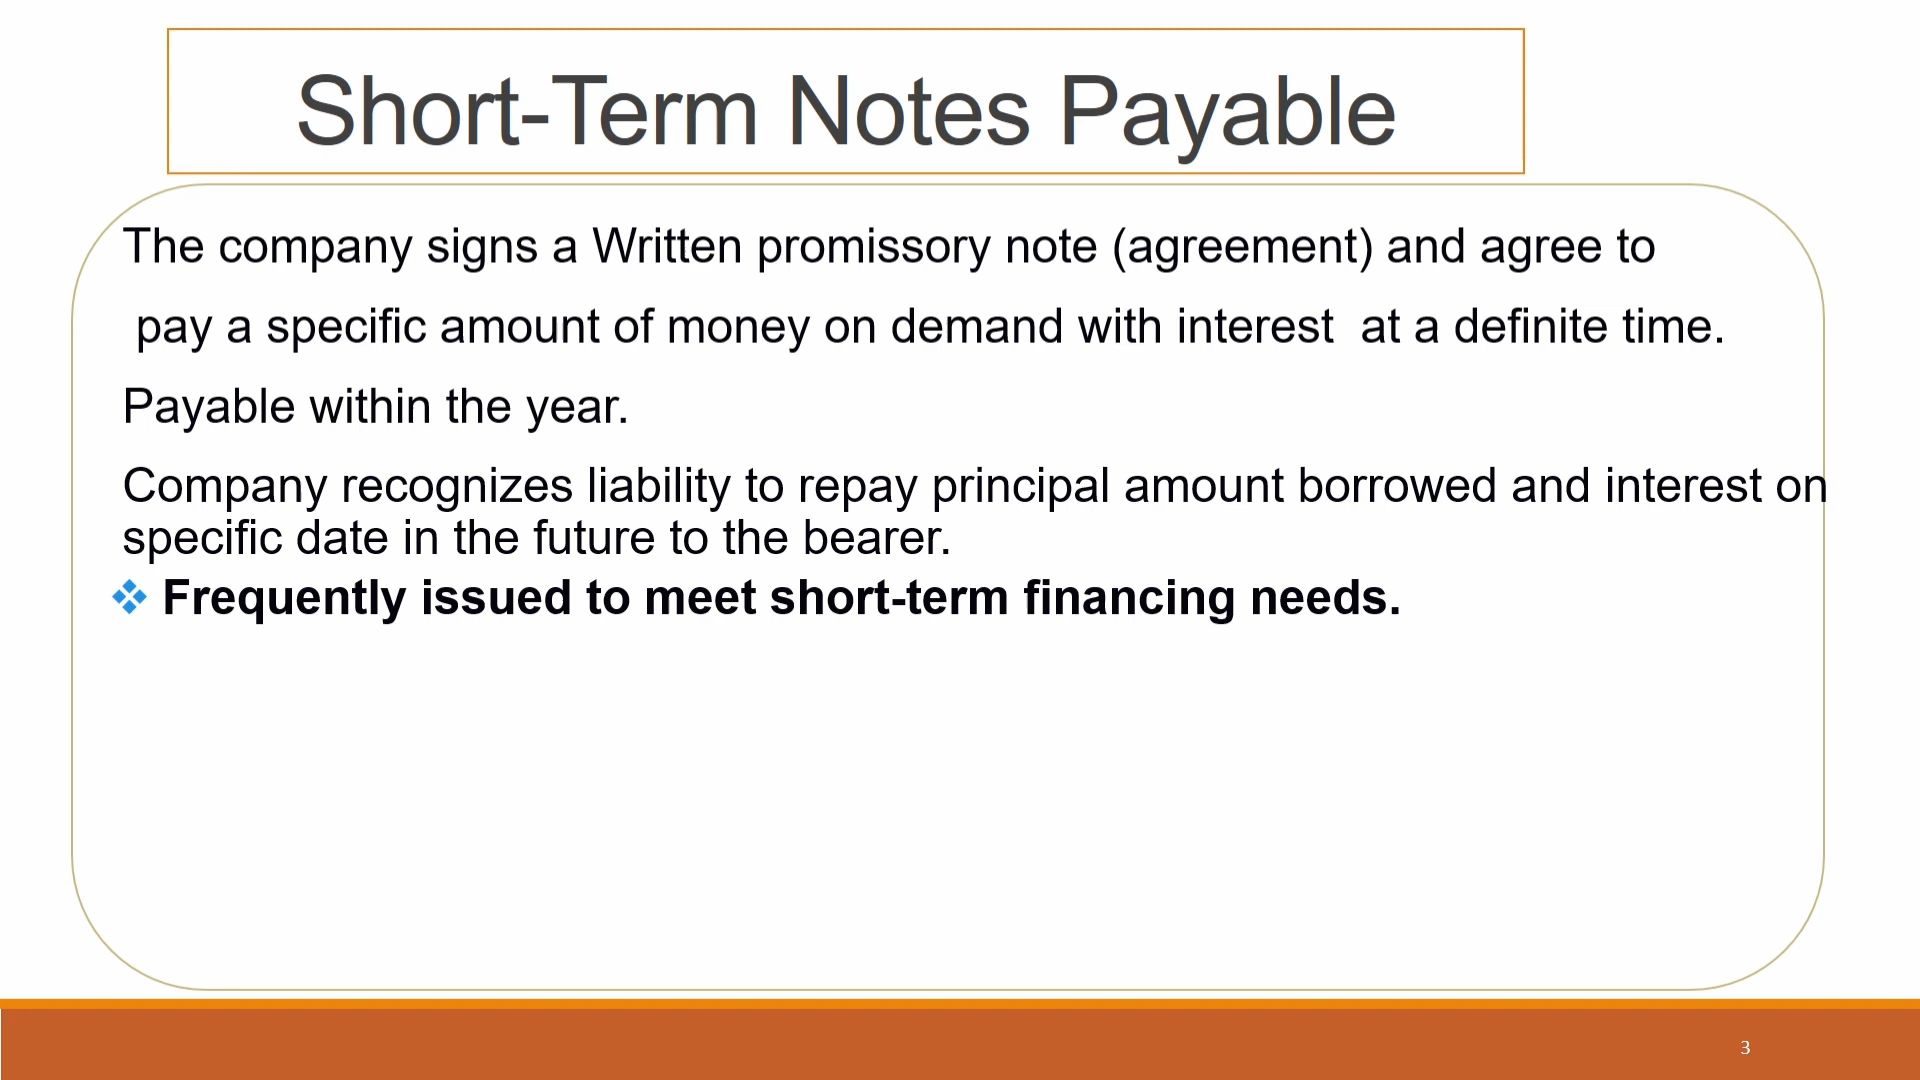 Short-Term Notes Payable
The company signs a Written promissory note (agreement) and agree to
pay a specific amount of money on demand with interest  at a definite time.
Payable within the year.
Company recognizes liability to repay principal amount borrowed and interest on
specific date in the future to the bearer.
❖ Frequently issued to meet short-term financing needs.
3